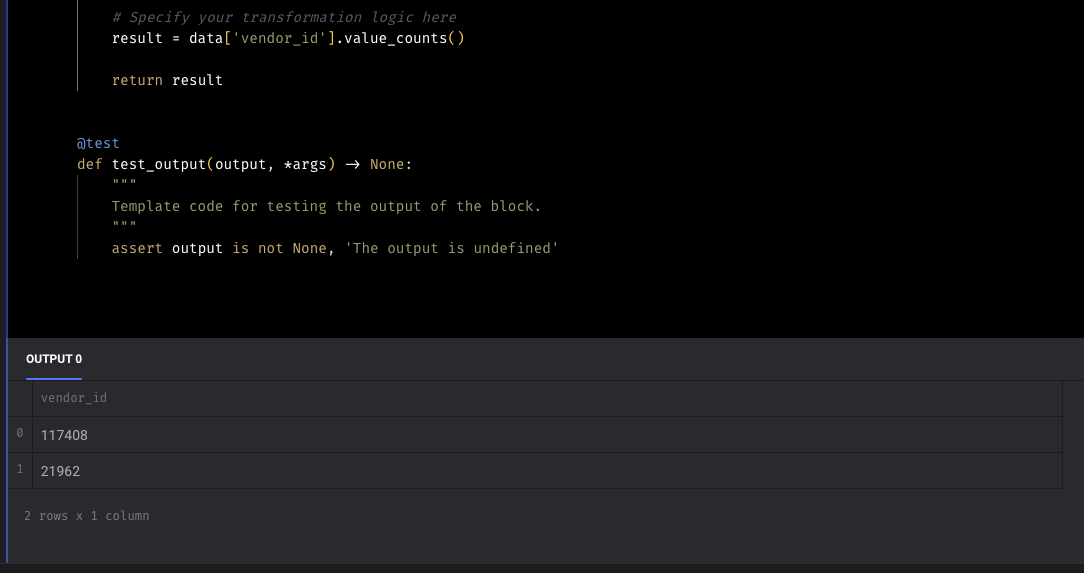 # Specify your transformation logic here
result = data['vendor_id'].value_counts()
return result
@test
def test_output(output, *args) -> None:
"""
Template code for testing the output of the block.
"""
assert output is not None, 'The output is undefined'
OUTPUT 0
vendor_id
0 117408
1 21962
2 rows x 1 column